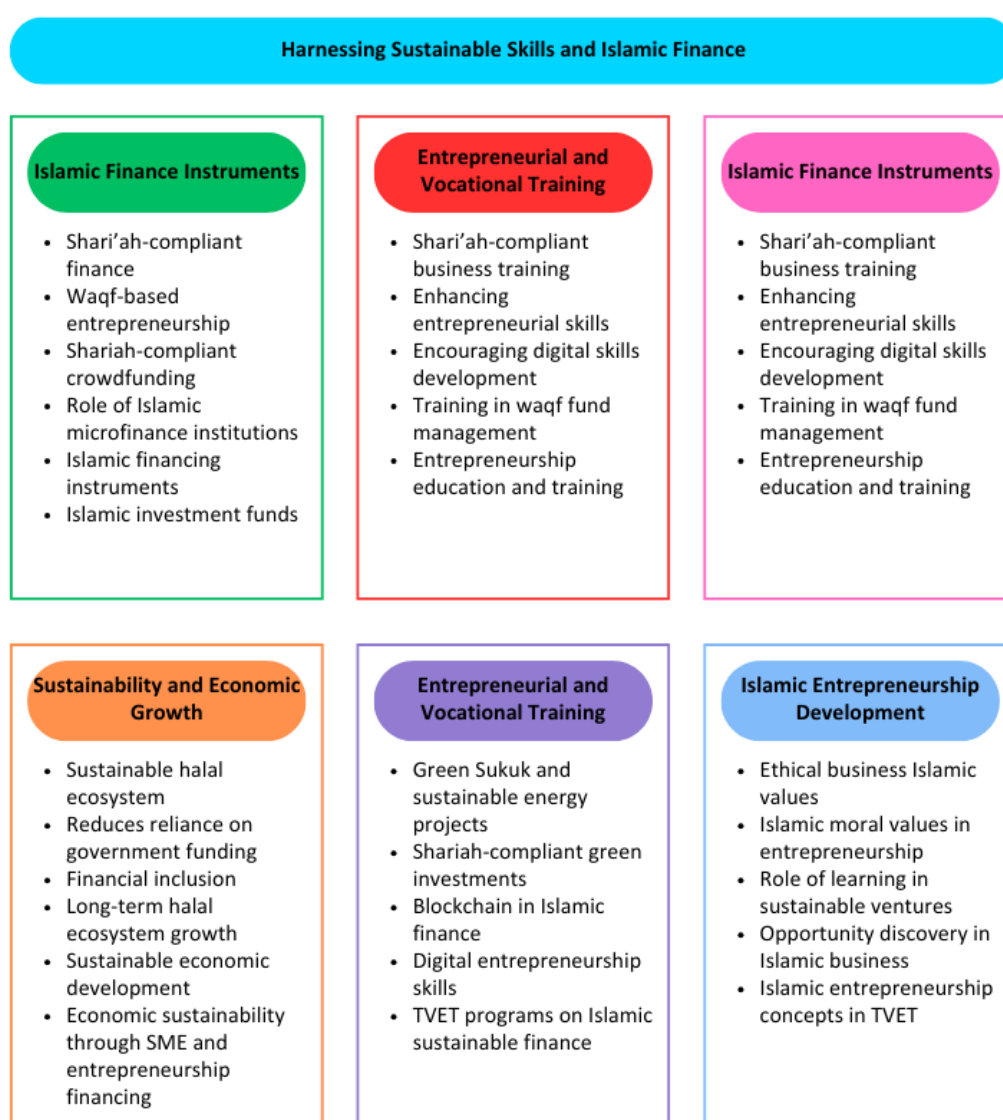 Harnessing Sustainable Skills and Islamic Finance
Islamic Finance Instruments
• Shari'ah-compliant
finance
• Waqf-based
entrepreneurship
• Shariah-compliant
crowdfunding
• Role of Islamic
microfinance institutions
• Islamic financing
instruments
• Islamic investment funds
Entrepreneurial and
Vocational Training
• Shari'ah-compliant
business training
• Enhancing
entrepreneurial skills
• Encouraging digital skills
development
• Training in waqf fund
management
• Entrepreneurship
education and training
Islamic Finance Instruments
• Shari'ah-compliant
business training
• Enhancing
entrepreneurial skills
• Encouraging digital skills
development
• Training in waqf fund
management
• Entrepreneurship
education and training
Sustainability and Economic
Growth
• Sustainable halal
ecosystem
• Reduces reliance on
government funding
• Financial inclusion
• Long-term halal
ecosystem growth
• Sustainable economic
development
• Economic sustainability
through SME and
entrepreneurship
financing
Entrepreneurial and
Vocational Training
• Green Sukuk and
sustainable energy
projects
• Shariah-compliant green
investments
• Blockchain in Islamic
finance
• Digital entrepreneurship
skills
• TVET programs on Islamic
sustainable finance
Islamic Entrepreneurship
Development
• Ethical business Islamic
values
• Islamic moral values in
entrepreneurship
• Role of learning in
sustainable ventures
• Opportunity discovery in
Islamic business
• Islamic entrepreneurship
concepts in TVET